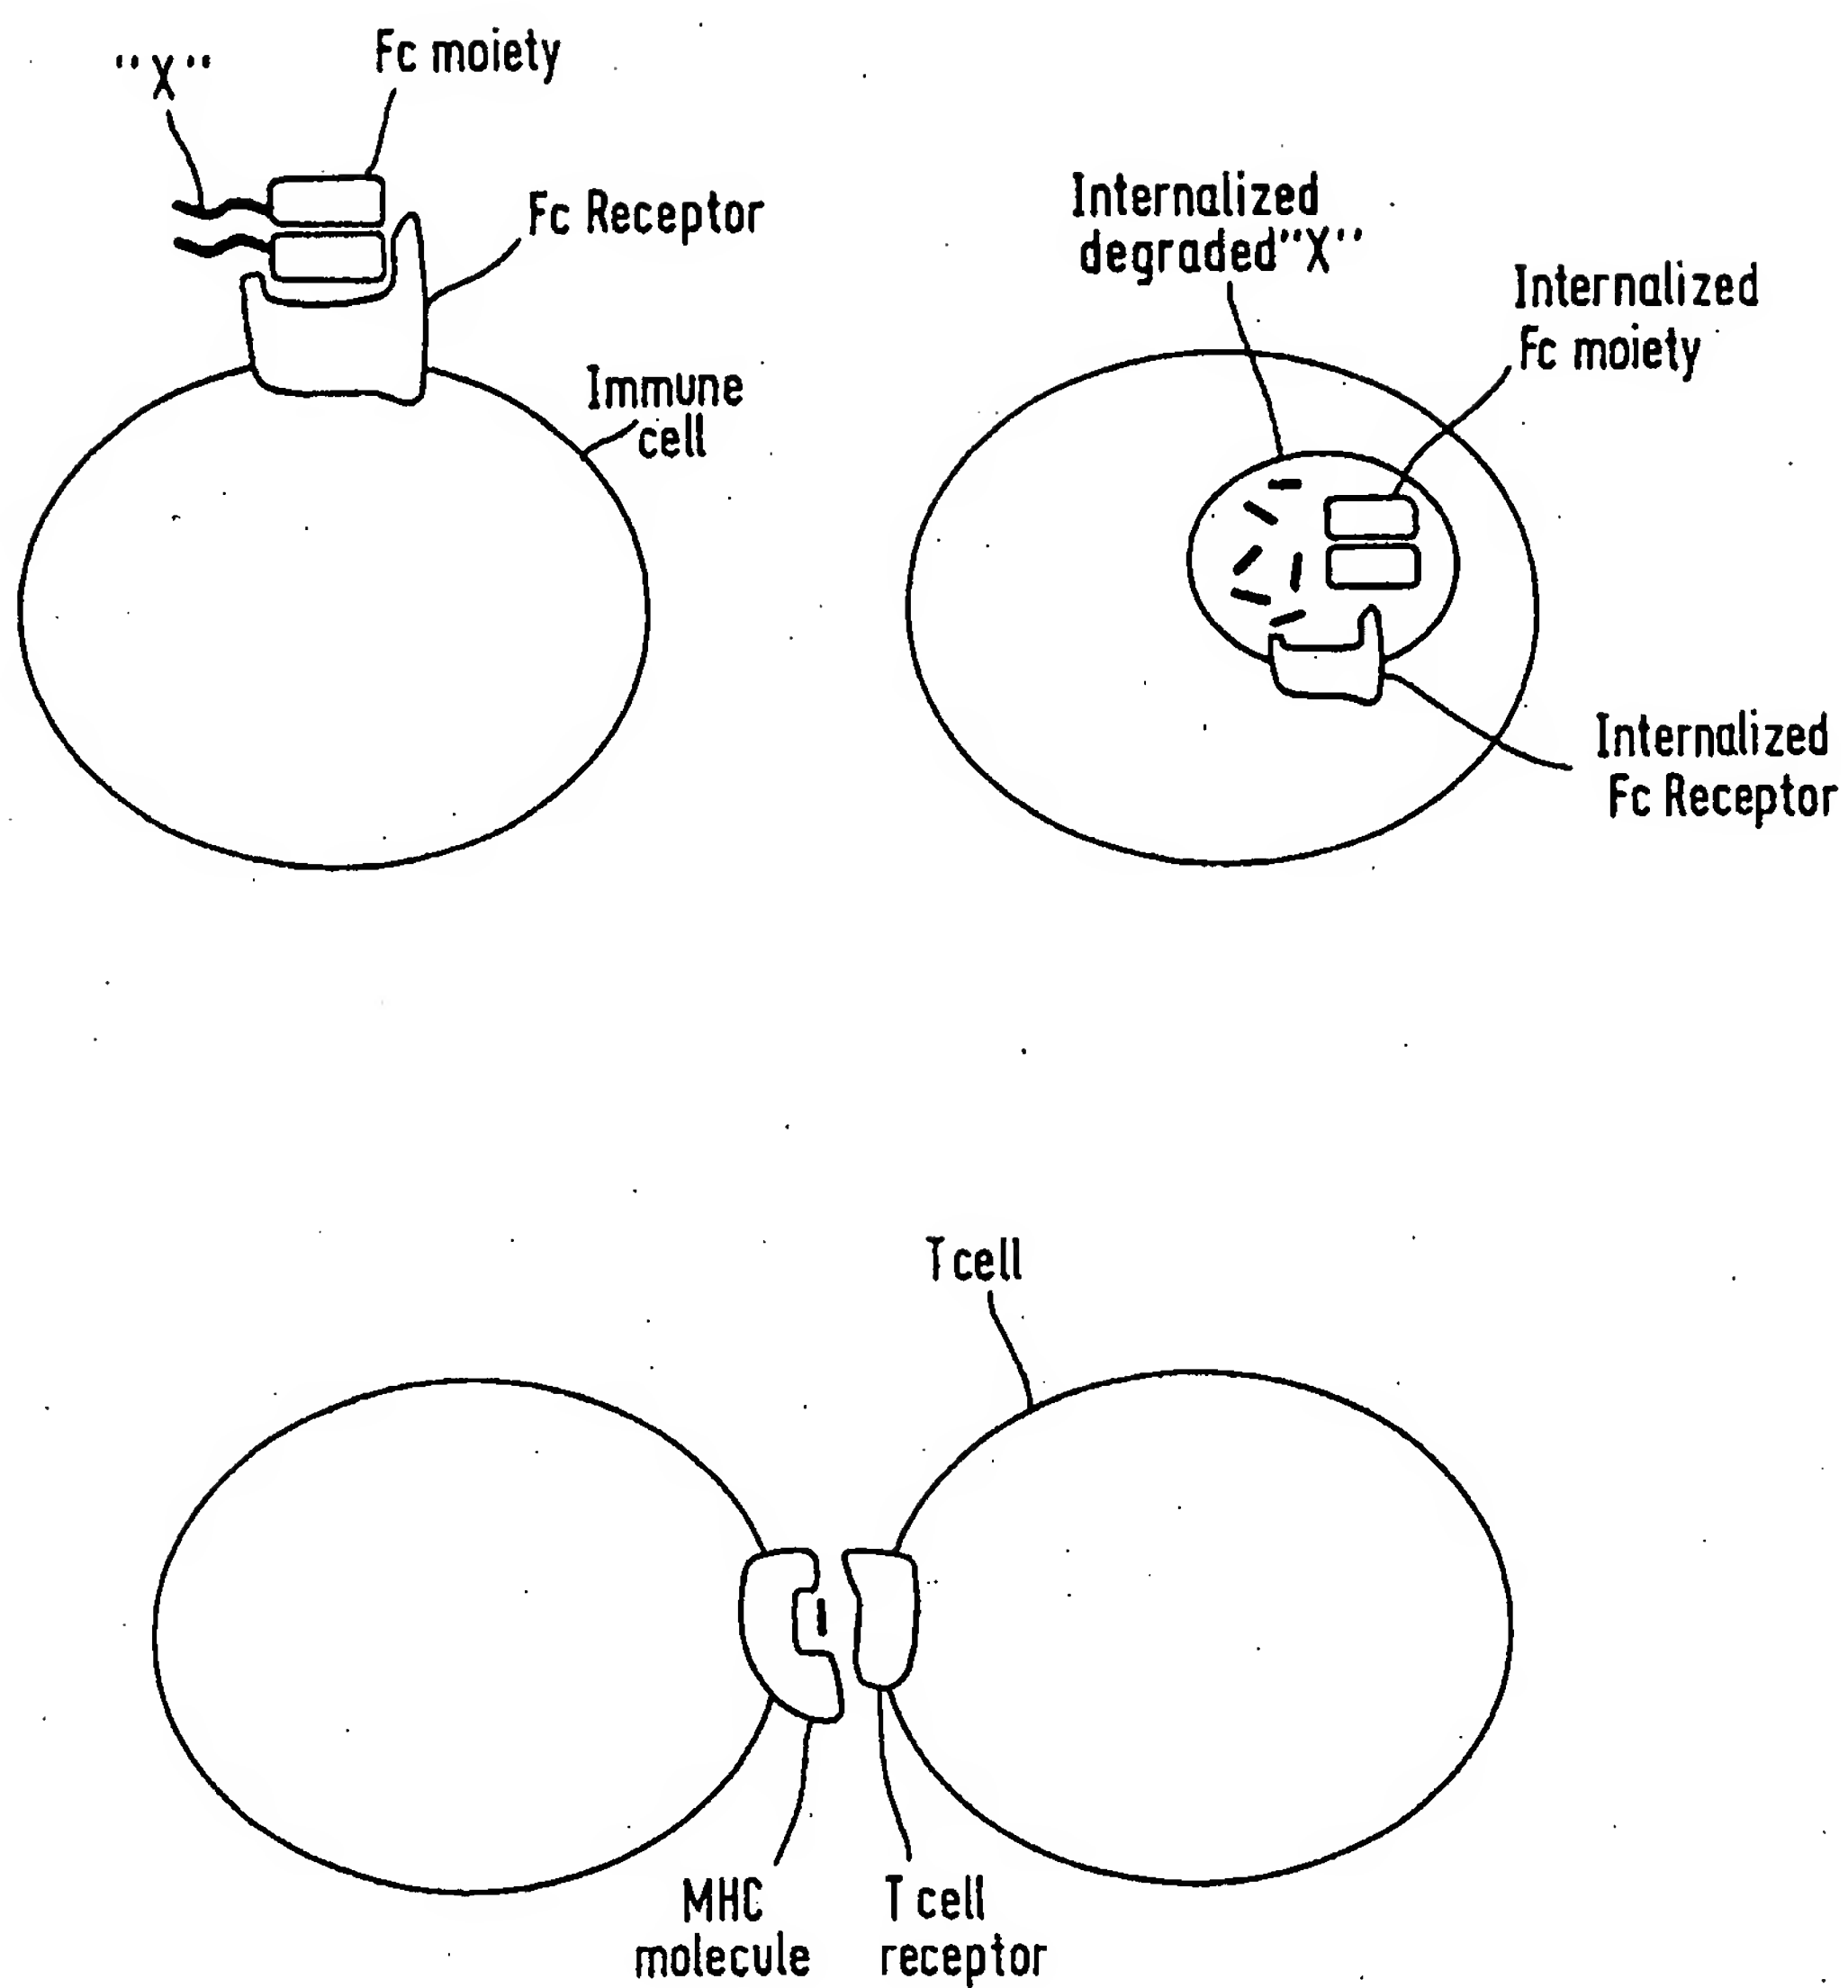 "X"
Fc moiety
Fc Receptor
Immune
cell
Internalized
degraded "X"
Internalized
Fc moiety
Internalized
Fc Receptor
T cell
MHC
molecule
T cell
receptor